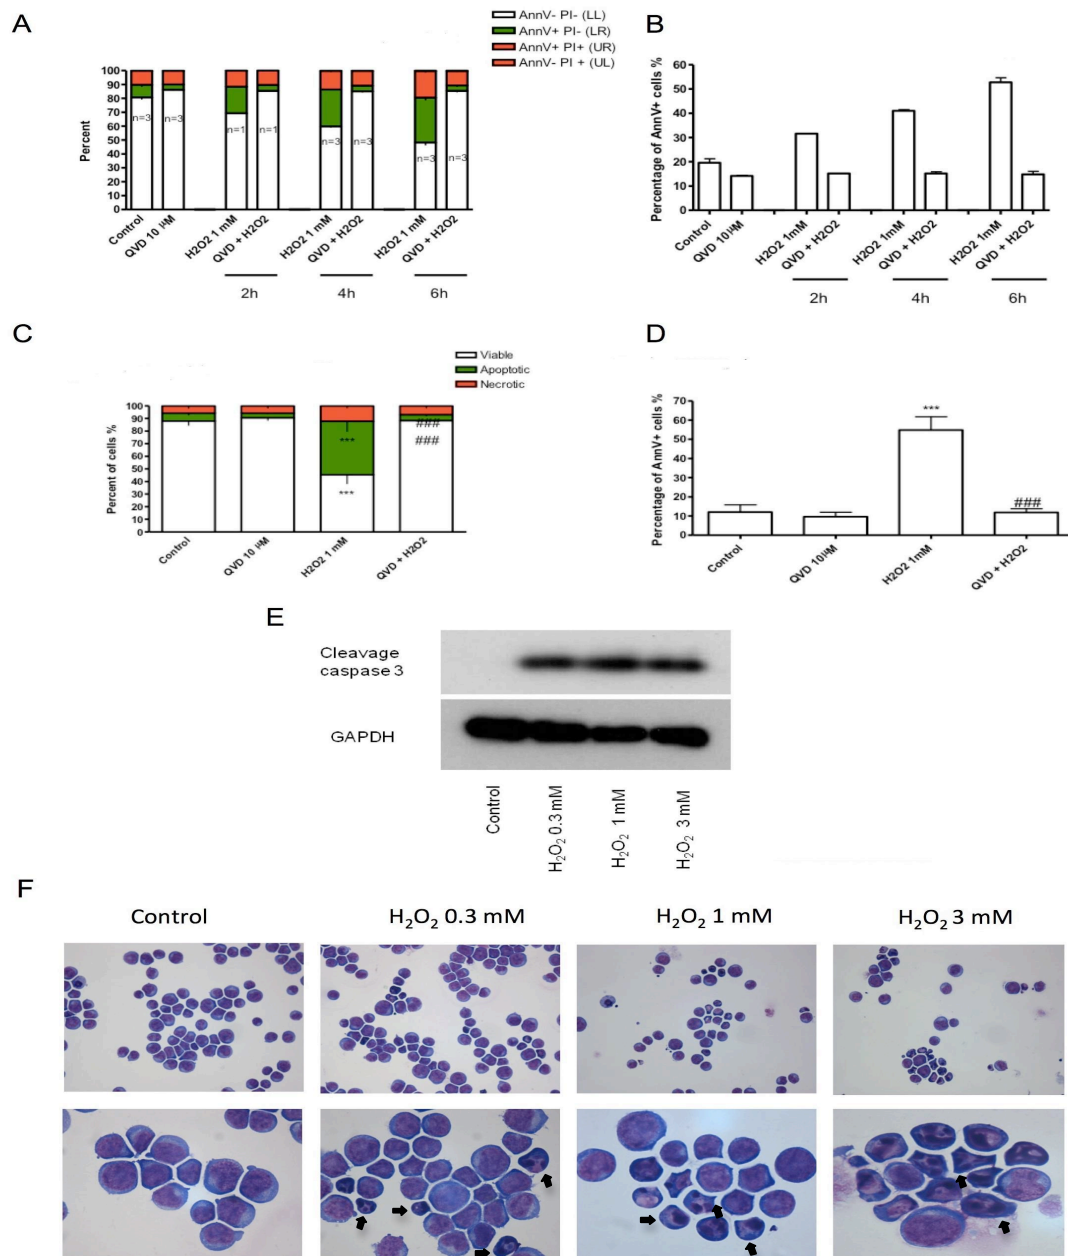 A
AnnV- PI- (LL)
AnnV+ PI- (LR)
AnnV+ PI+ (UR)
AnnV- PI + (UL)
Percent
100
90
80
70
60
50
40
30
20
10
0
n=3
n=3
n=1
n=1
n=3
n=3
n=3
n=3
Control
QVD 10 µM
H2O2 1 mM
QVD + H2O2
H2O2 1 mM
QVD + H2O2
H2O2 1 mM
QVD + H2O2
2h
4h
6h
B
Percentage of AnnV+ cells %
60
50
40
30
20
10
0
Control
QVD 10µM
H2O2 1mM
QVD + H2O2
H2O2 1mM
QVD + H2O2
H2O2 1mM
QVD + H2O2
2h
4h
6h
C
Viable
Apoptotic
Necrotic
Percent of cells %
100
90
80
70
60
50
40
30
20
10
0
***
***
###
###
Control
QVD 10 µM
H2O2 1 mM
QVD + H2O2
D
Percentage of AnnV+ cells %
70
60
50
40
30
20
10
0
***
###
Control
QVD 10µM
H2O2 1mM
QVD + H2O2
E
Cleavage
caspase 3
GAPDH
Control
H₂O₂ 0.3 mM
H₂O₂ 1 mM
H₂O₂ 3 mM
F
Control
H₂O₂ 0.3 mM
H₂O₂ 1 mM
H₂O₂ 3 mM